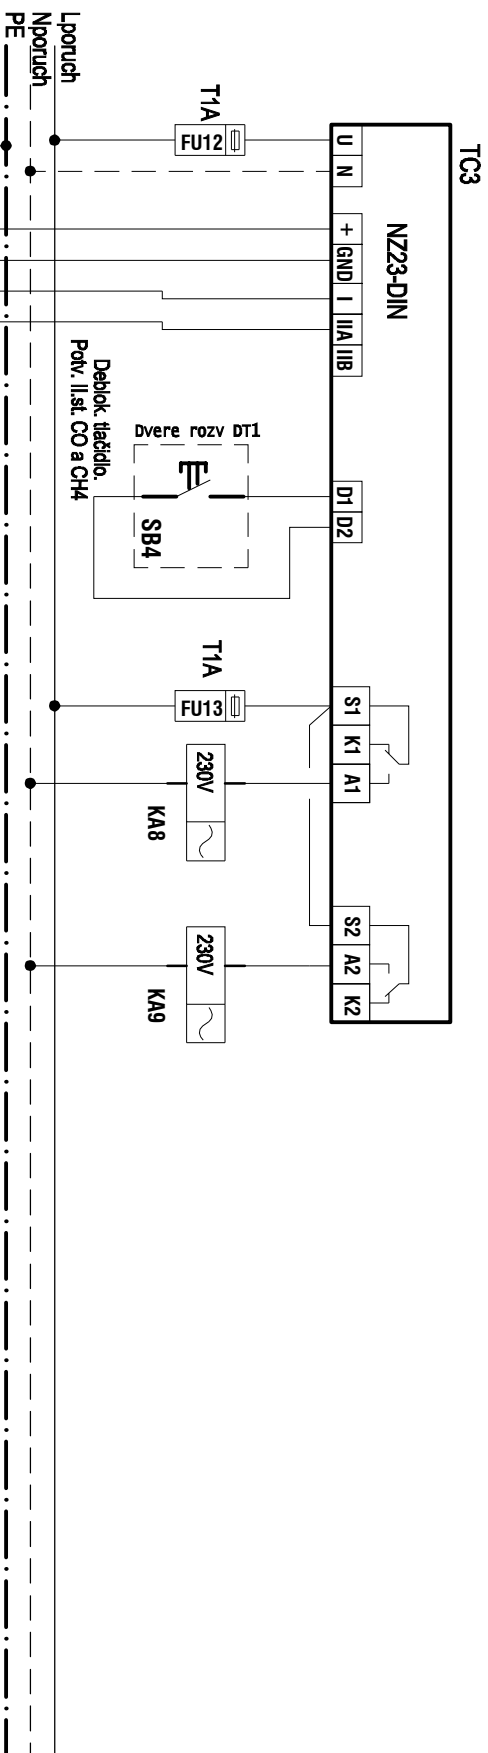 TC3
NZ23-DIN
U
N
+
GND
I
IIA
IIB
D1
D2
S1
K1
A1
S2
A2
K2
T1A
FU12
Dvere rozv DT1
SB4
Deblok. tlačidlo.
Potv. II.st. CO a CH4
T1A
FU13
230V
KA8
230V
KA9
Lporuch
Nporuch
PE